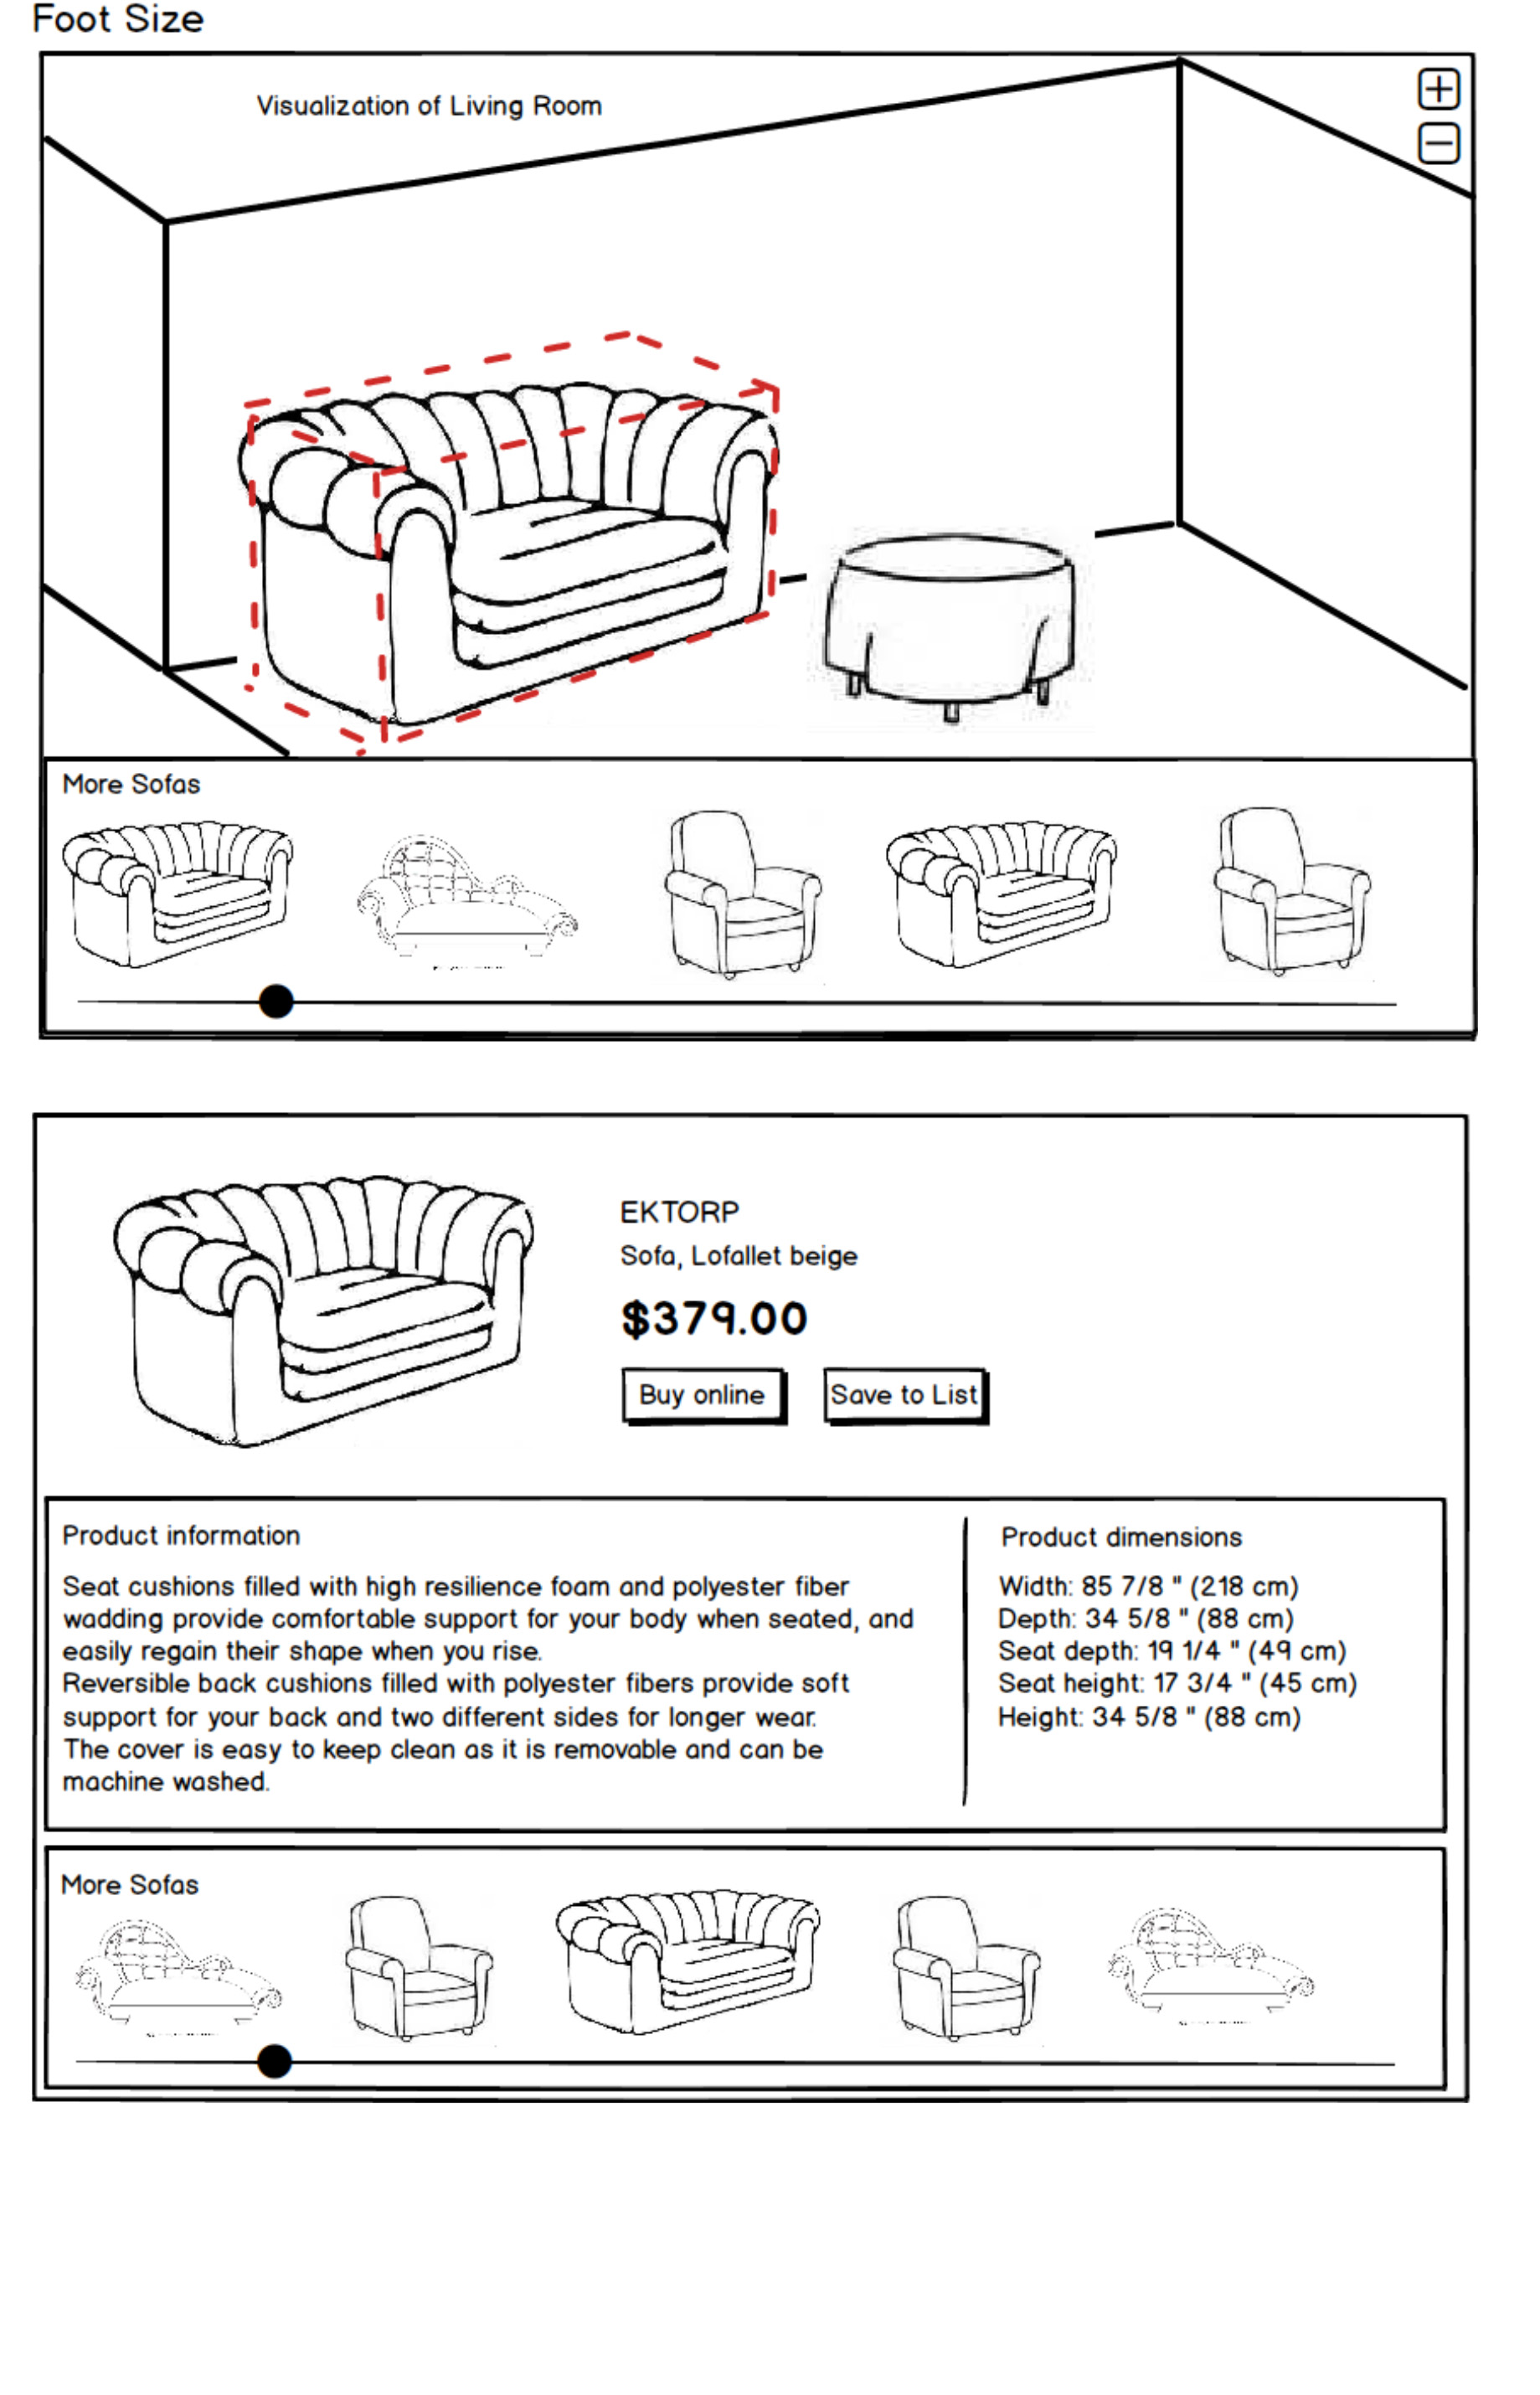 Foot Size
Visualization of Living Room
More Sofas
EKTORP
Sofa, Lofallet beige
$379.00
Buy online
Save to List
Product information
Seat cushions filled with high resilience foam and polyester fiber
wadding provide comfortable support for your body when seated, and
easily regain their shape when you rise.
Reversible back cushions filled with polyester fibers provide soft
support for your back and two different sides for longer wear.
The cover is easy to keep clean as it is removable and can be
machine washed.
Product dimensions
Width: 85 7/8 " (218 cm)
Depth: 34 5/8 " (88 cm)
Seat depth: 19 1/4 " (49 cm)
Seat height: 17 3/4 " (45 cm)
Height: 34 5/8 " (88 cm)
More Sofas